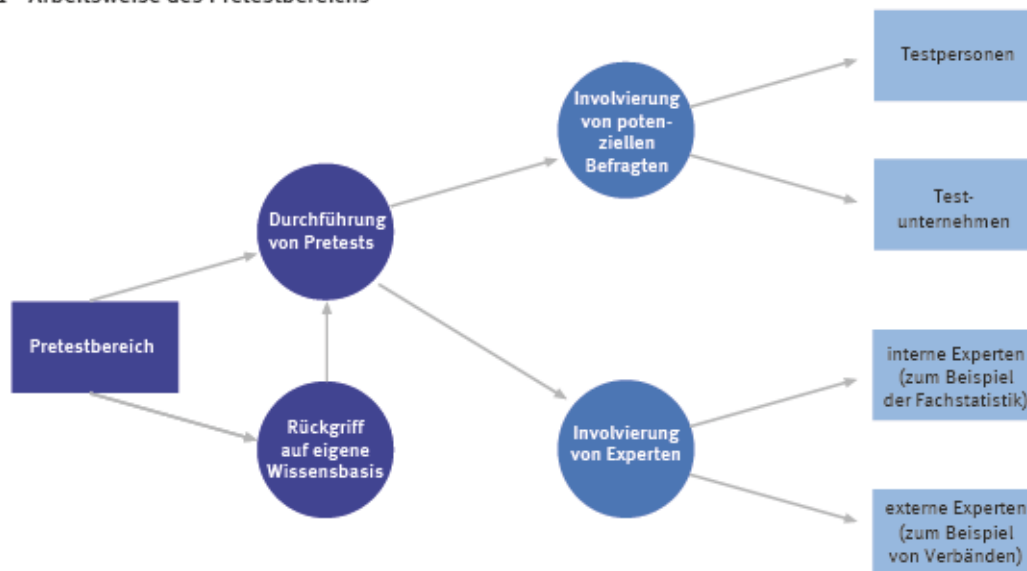 Arbeitsweise des Pretestbereichs
Pretestbereich
Durchführung
von Pretests
Rückgriff
auf eigene
Wissensbasis
Involvierung
von poten-
ziellen
Befragten
Involvierung
von Experten
Testpersonen
Test-
unternehmen
interne Experten
(zum Beispiel
der Fachstatistik)
externe Experten
(zum Beispiel
von Verbänden)